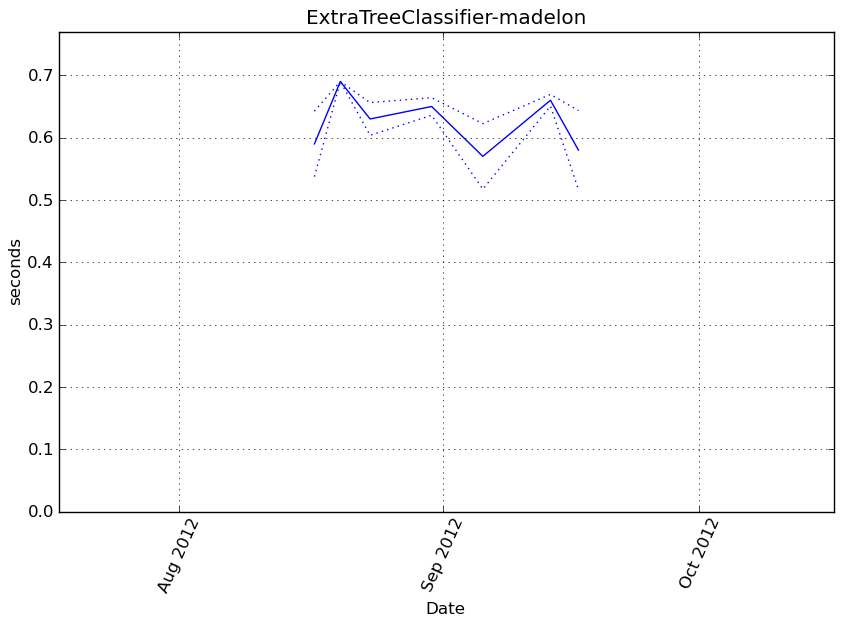 ExtraTreeClassifier-madelon
0.7
0.6
0.5
0.4
0.3
0.2
0.1
0.0
seconds
Aug 2012
Sep 2012
Oct 2012
Date